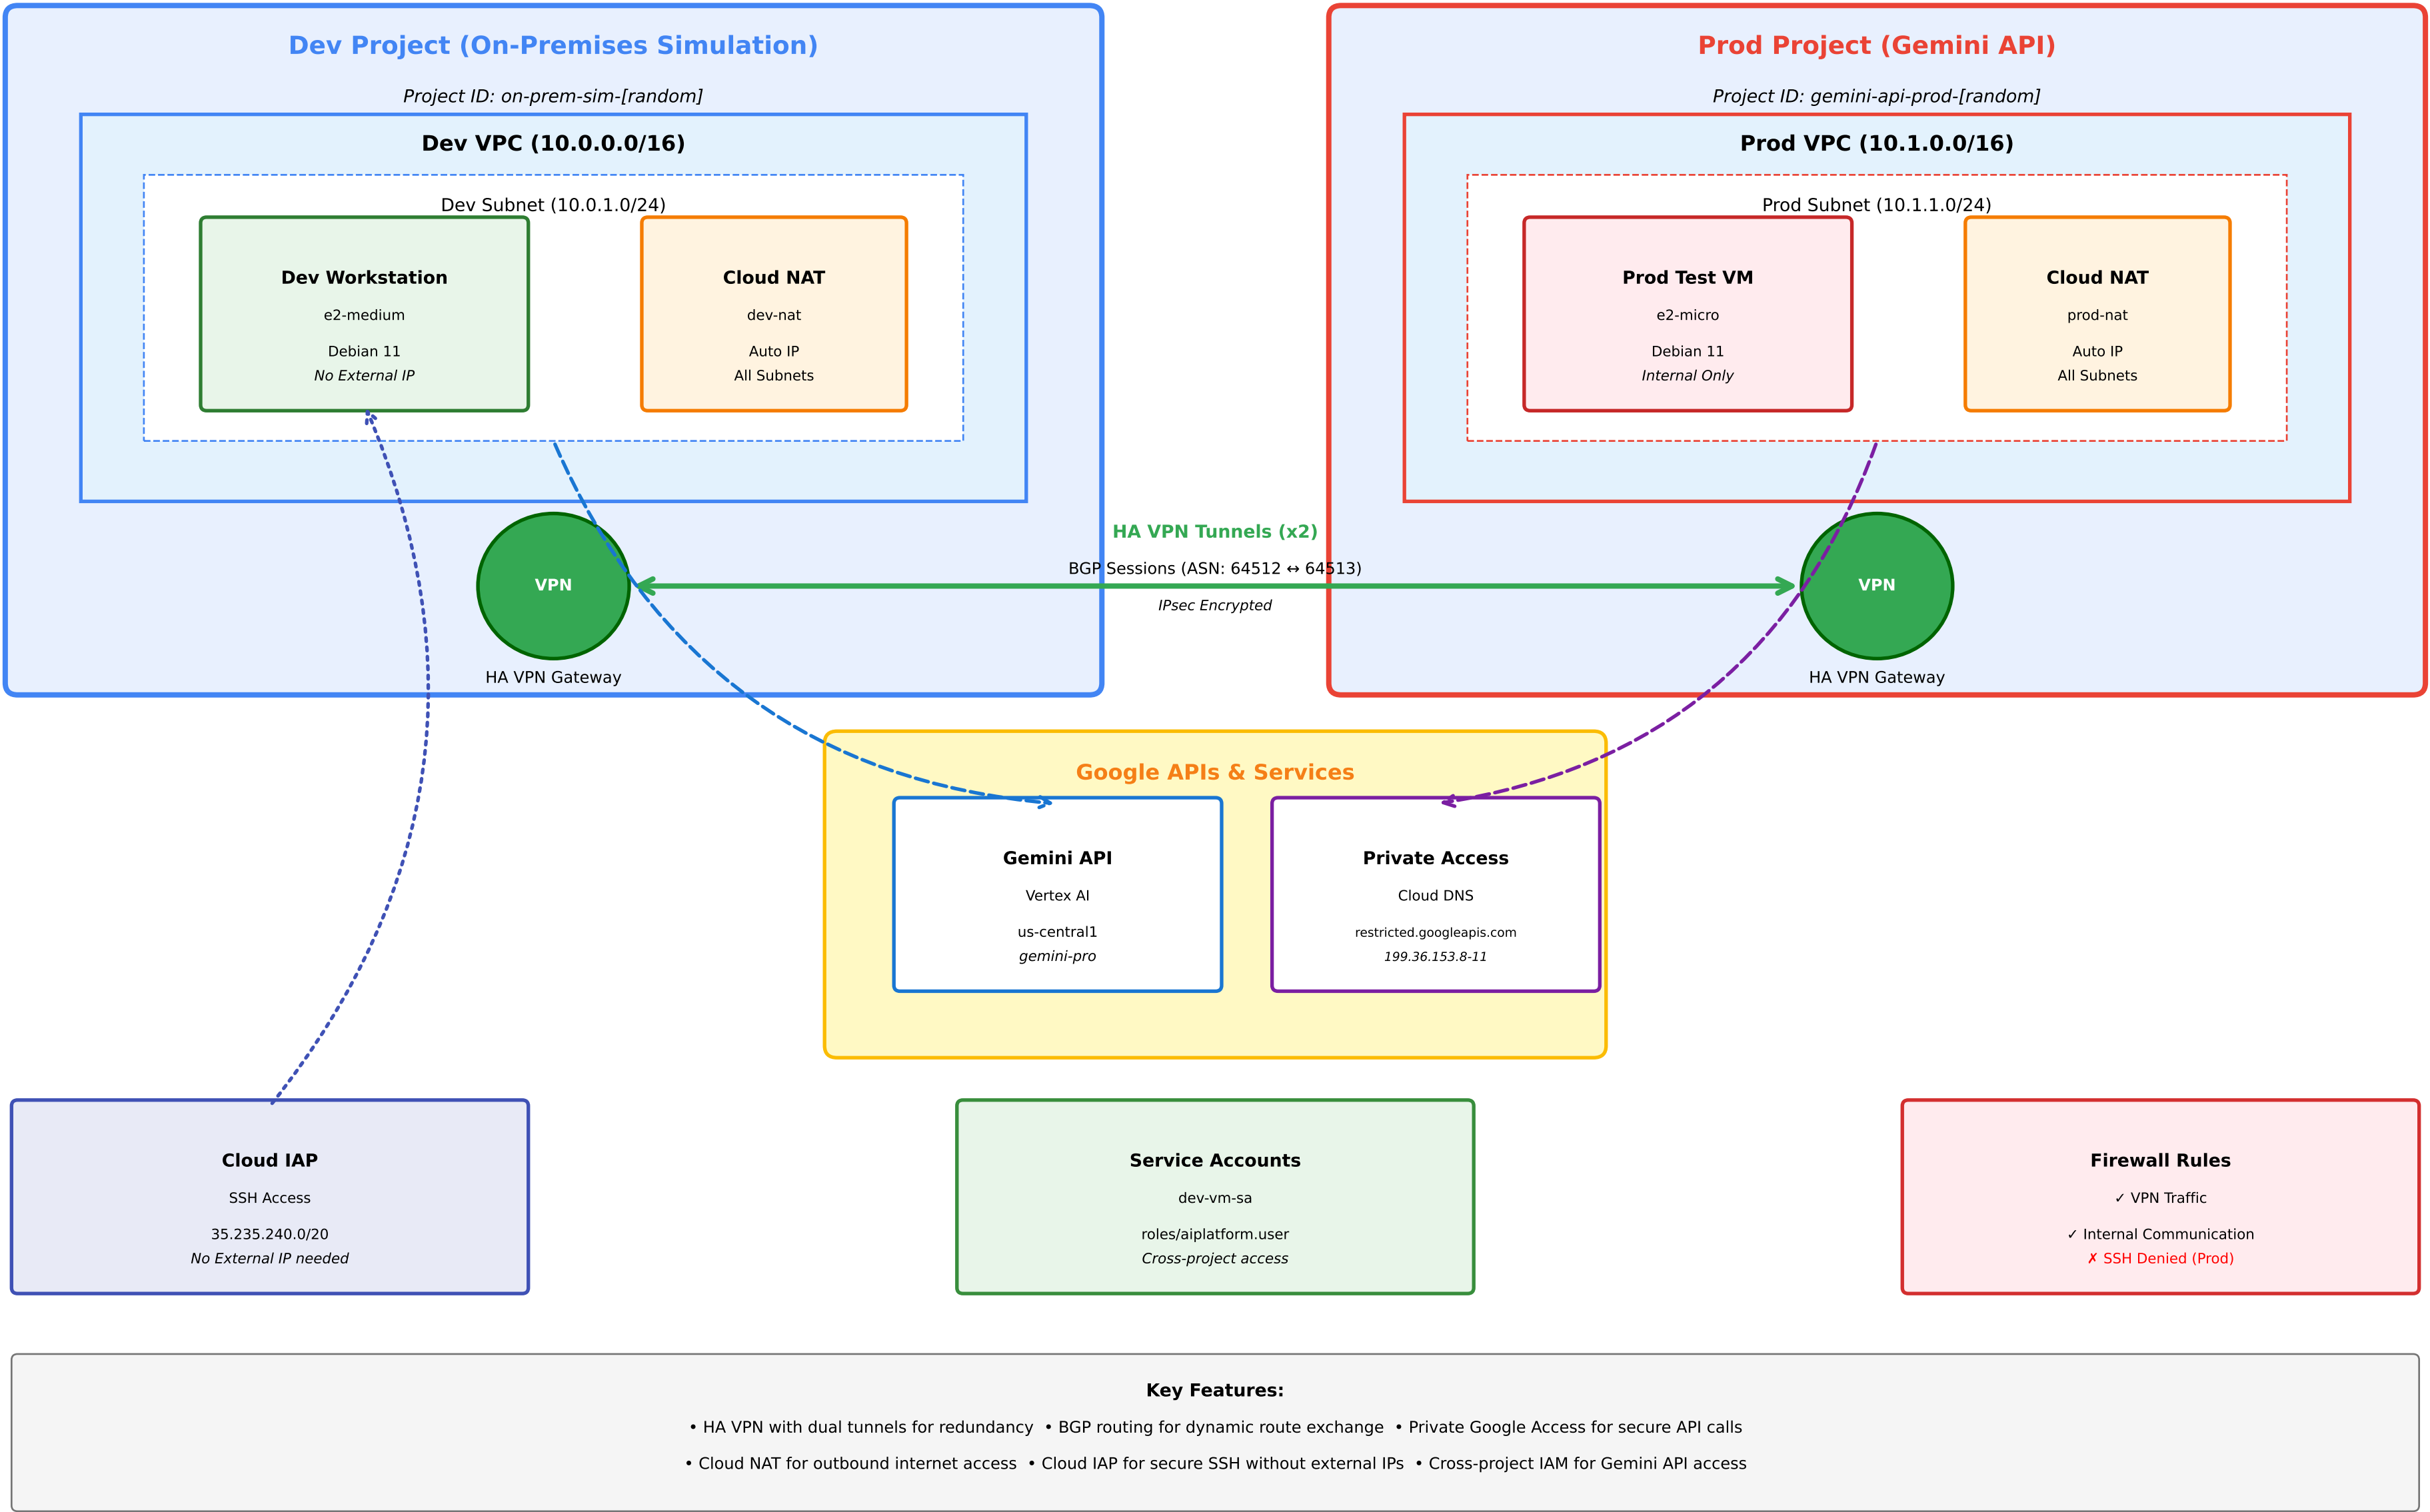 Dev Project (On-Premises Simulation)
Project ID: on-prem-sim-[random]
Dev VPC (10.0.0.0/16)
Dev Subnet (10.0.1.0/24)
Dev Workstation
e2-medium
Debian 11
No External IP
Cloud NAT
dev-nat
Auto IP
All Subnets
VPN
HA VPN Gateway
HA VPN Tunnels (x2)
BGP Sessions (ASN: 64512 ↔ 64513)
IPsec Encrypted
Prod Project (Gemini API)
Project ID: gemini-api-prod-[random]
Prod VPC (10.1.0.0/16)
Prod Subnet (10.1.1.0/24)
Prod Test VM
e2-micro
Debian 11
Internal Only
Cloud NAT
prod-nat
Auto IP
All Subnets
VPN
HA VPN Gateway
Google APIs & Services
Gemini API
Vertex AI
us-central1
gemini-pro
Private Access
Cloud DNS
restricted.googleapis.com
199.36.153.8-11
Cloud IAP
SSH Access
35.235.240.0/20
No External IP needed
Service Accounts
dev-vm-sa
roles/aiplatform.user
Cross-project access
Firewall Rules
✓ VPN Traffic
✓ Internal Communication
✗ SSH Denied (Prod)
Key Features:
• HA VPN with dual tunnels for redundancy • BGP routing for dynamic route exchange • Private Google Access for secure API calls
• Cloud NAT for outbound internet access • Cloud IAP for secure SSH without external IPs • Cross-project IAM for Gemini API access